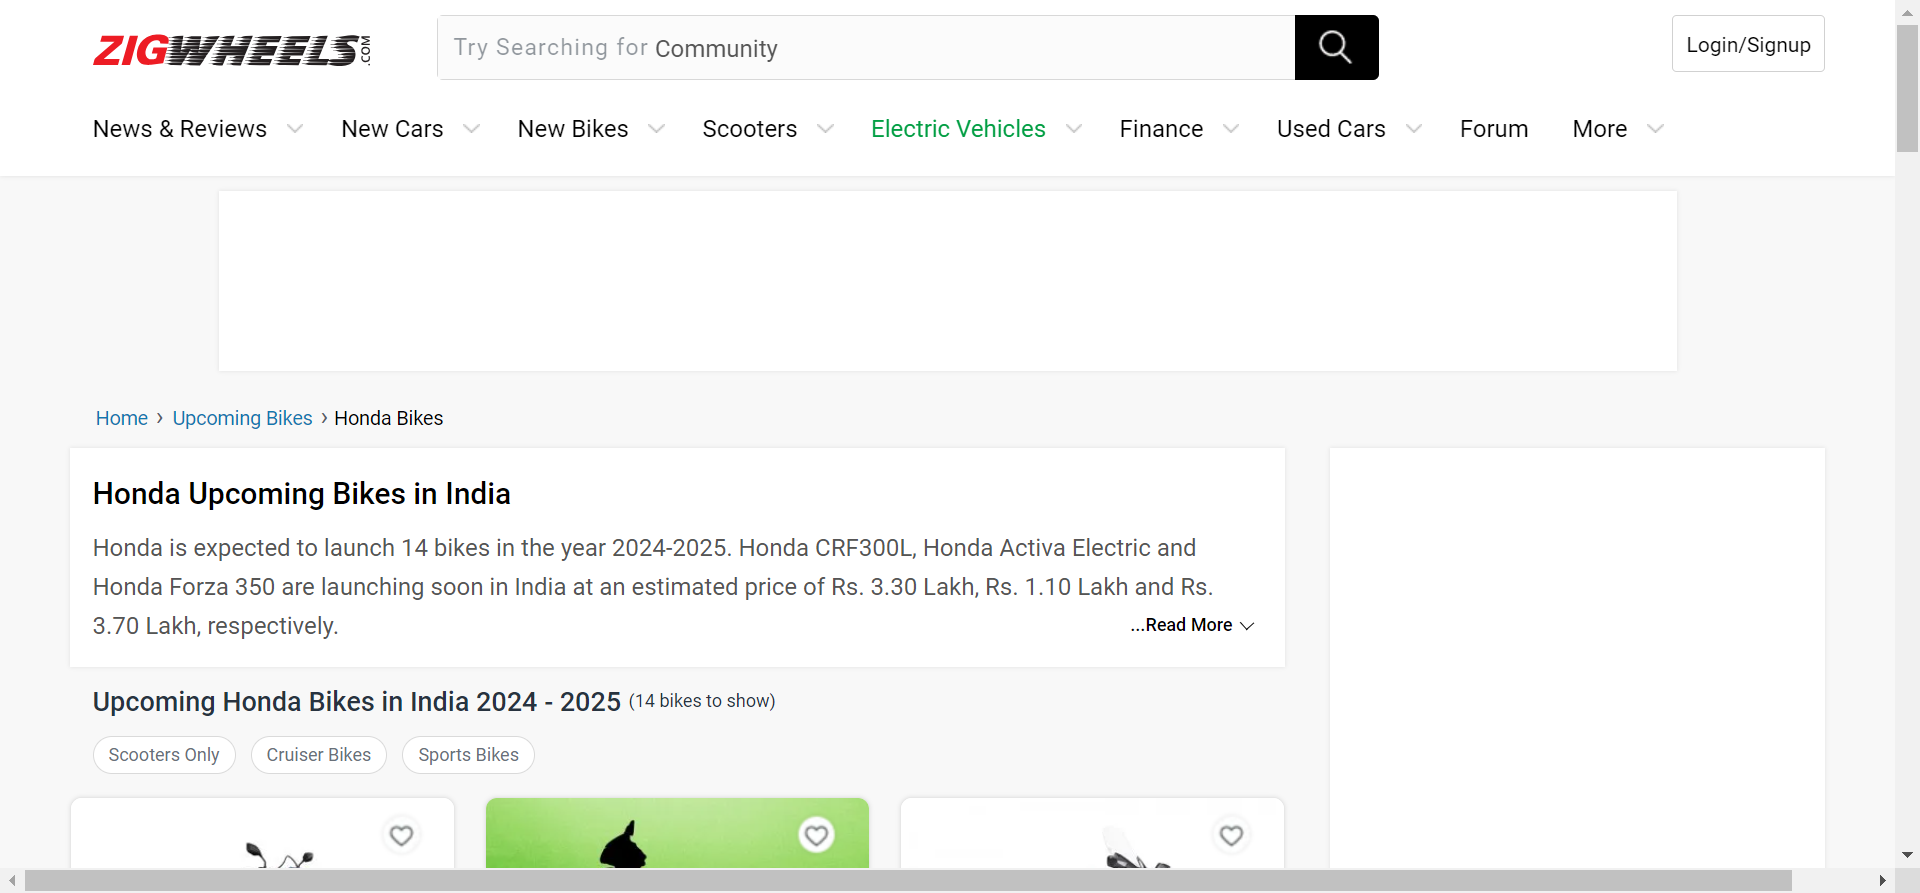 ZIGWHEELS.COM
Try Searching for Community
Login/Signup
News & Reviews
New Cars
New Bikes
Scooters
Electric Vehicles
Finance
Used Cars
Forum
More
Home › Upcoming Bikes › Honda Bikes
Honda Upcoming Bikes in India
Honda is expected to launch 14 bikes in the year 2024-2025. Honda CRF300L, Honda Activa Electric and
Honda Forza 350 are launching soon in India at an estimated price of Rs. 3.30 Lakh, Rs. 1.10 Lakh and Rs.
3.70 Lakh, respectively.
...Read More
Upcoming Honda Bikes in India 2024 - 2025 (14 bikes to show)
Scooters Only
Cruiser Bikes
Sports Bikes